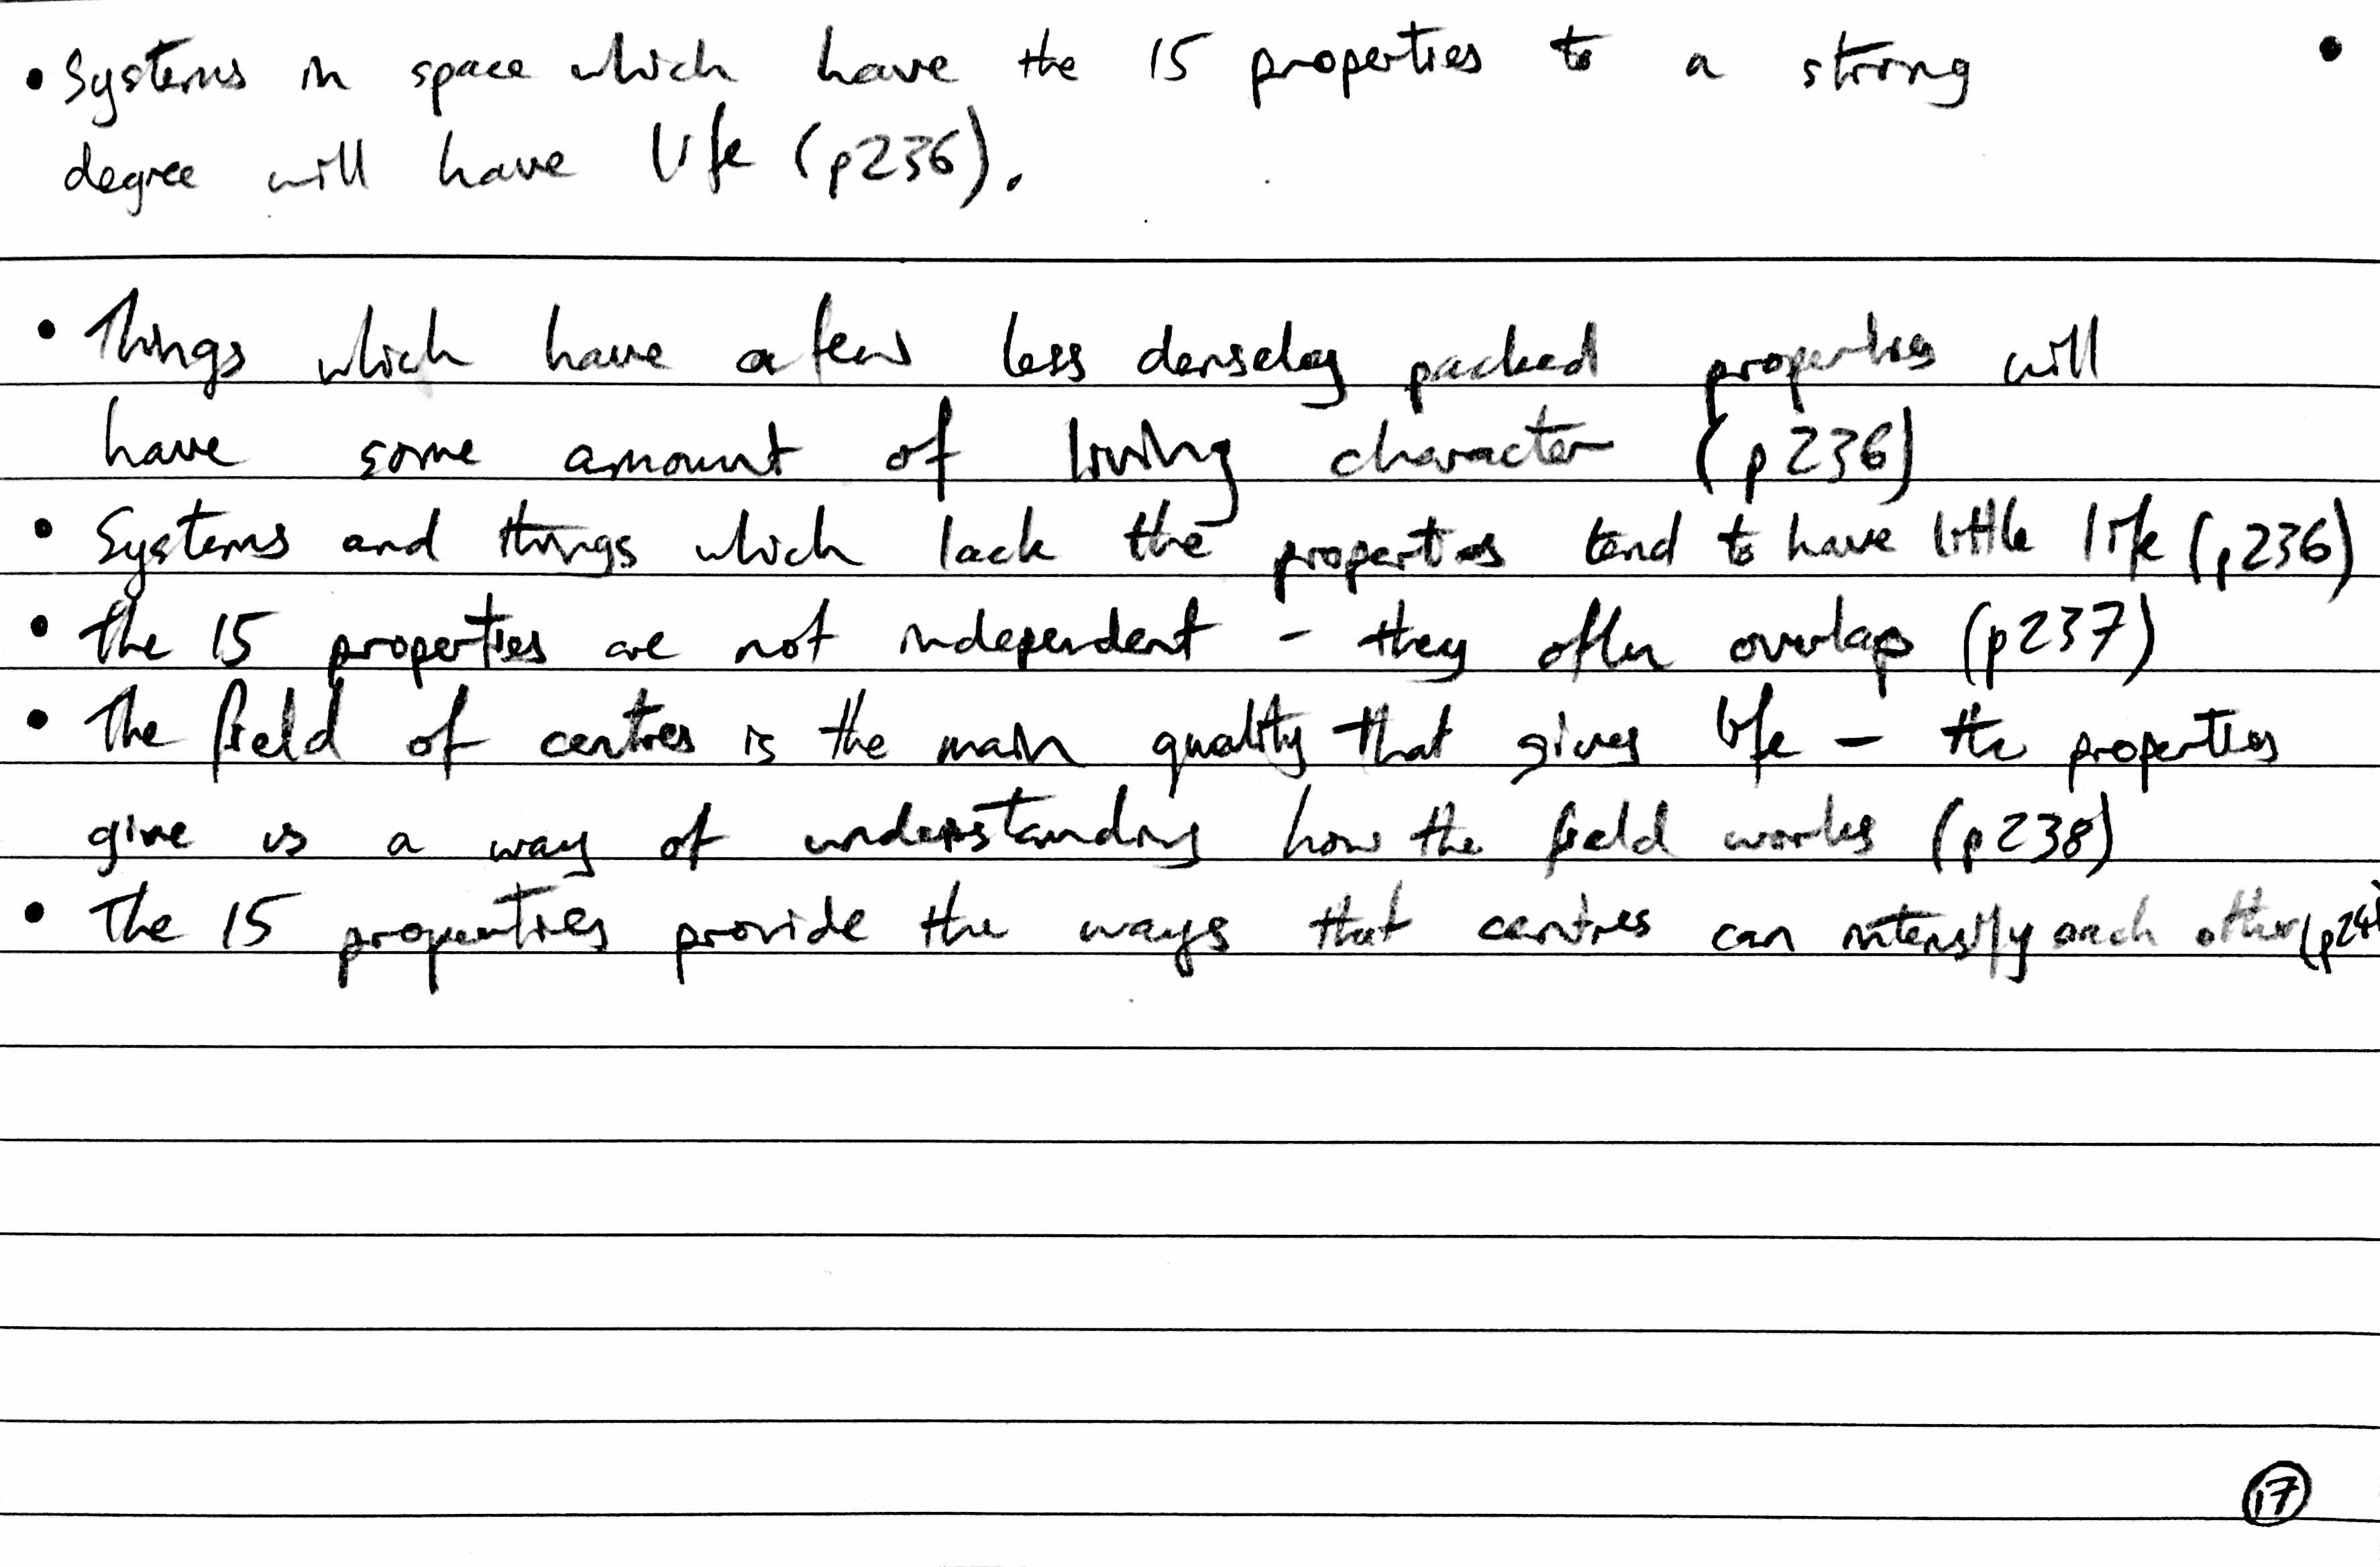 • Systems in space which have the 15 properties to a strong
degree will have life (p236).
• Things which have a few less densely packed properties will
have some amount of living character (p236)
• Systems and things which lack the properties tend to have little life (p236)
• The 15 properties are not independent - they often overlap (p237)
• The field of centres is the main quality that gives life - the properties
give us a way of understanding how the field works (p238)
• The 15 properties provide the ways that centres can intensify each other
17